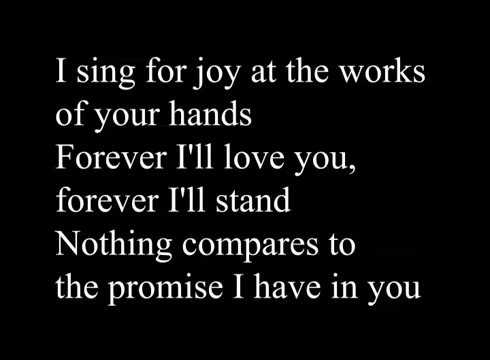 I sing for joy at the works
of your hands
Forever I'll love you,
forever I'll stand
Nothing compares to
the promise I have in you